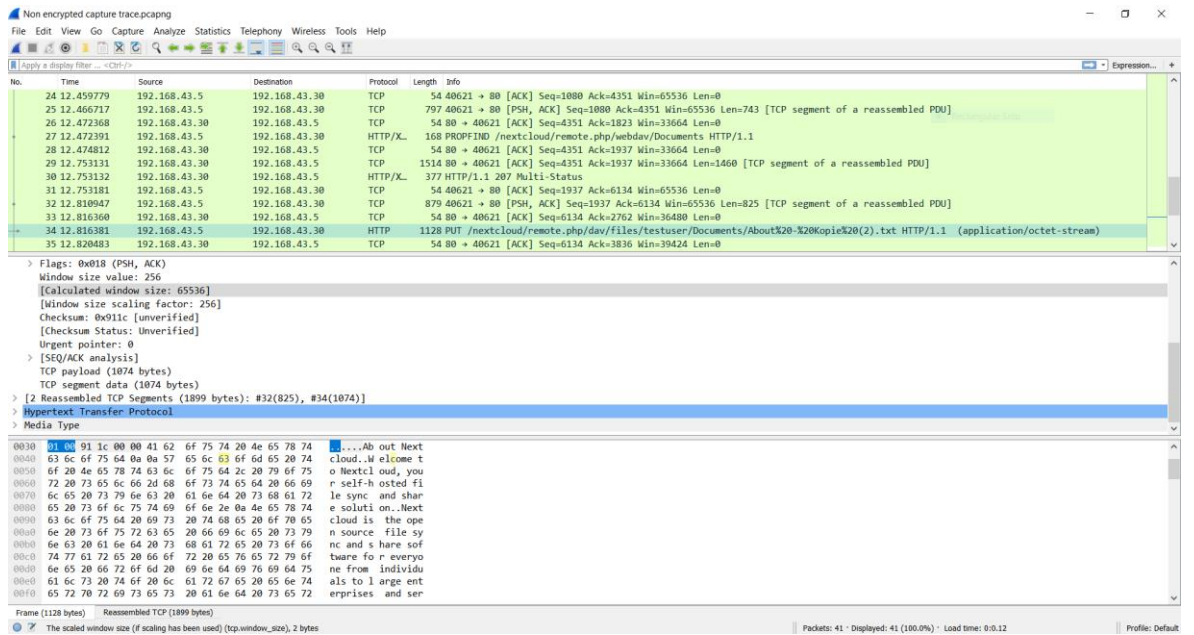 Non encrypted capture trace.pcapng
File Edit View Go Capture Analyze Statistics Telephony Wireless Tools Help
Apply a display filter ... <Ctrl-/> Expression... +
No. Time Source Destination Protocol Length Info
24 12.459779 192.168.43.5 192.168.43.30 TCP 54 40621 → 80 [ACK] Seq=1080 Ack=4351 Win=65536 Len=0
25 12.466717 192.168.43.5 192.168.43.30 TCP 797 40621 → 80 [PSH, ACK] Seq=1080 Ack=4351 Win=65536 Len=743 [TCP segment of a reassembled PDU]
26 12.472368 192.168.43.30 192.168.43.5 TCP 54 80 → 40621 [ACK] Seq=4351 Ack=1823 Win=33664 Len=0
27 12.472391 192.168.43.5 192.168.43.30 HTTP/X… 168 PROPFIND /nextcloud/remote.php/webdav/Documents HTTP/1.1
28 12.474812 192.168.43.30 192.168.43.5 TCP 54 80 → 40621 [ACK] Seq=4351 Ack=1937 Win=33664 Len=0
29 12.753131 192.168.43.30 192.168.43.5 TCP 1514 80 → 40621 [ACK] Seq=4351 Ack=1937 Win=33664 Len=1460 [TCP segment of a reassembled PDU]
30 12.753132 192.168.43.30 192.168.43.5 HTTP/X… 377 HTTP/1.1 207 Multi-Status
31 12.753181 192.168.43.5 192.168.43.30 TCP 54 40621 → 80 [ACK] Seq=1937 Ack=6134 Win=65536 Len=0
32 12.810947 192.168.43.5 192.168.43.30 TCP 879 40621 → 80 [PSH, ACK] Seq=1937 Ack=6134 Win=65536 Len=825 [TCP segment of a reassembled PDU]
33 12.816360 192.168.43.30 192.168.43.5 TCP 54 80 → 40621 [ACK] Seq=6134 Ack=2762 Win=36480 Len=0
34 12.816381 192.168.43.5 192.168.43.30 HTTP 1128 PUT /nextcloud/remote.php/dav/files/testuser/Documents/About%20-%20Kopie%20(2).txt HTTP/1.1 (application/octet-stream)
35 12.820483 192.168.43.30 192.168.43.5 TCP 54 80 → 40621 [ACK] Seq=6134 Ack=3836 Win=39424 Len=0
> Flags: 0x018 (PSH, ACK)
Window size value: 256
[Calculated window size: 65536]
[Window size scaling factor: 256]
Checksum: 0x911c [unverified]
[Checksum Status: Unverified]
Urgent pointer: 0
> [SEQ/ACK analysis]
TCP payload (1074 bytes)
TCP segment data (1074 bytes)
> [2 Reassembled TCP Segments (1899 bytes): #32(825), #34(1074)]
> Hypertext Transfer Protocol
> Media Type
0030 01 00 91 1c 00 00 41 62 6f 75 74 20 4e 65 78 74 ......Ab out Next
0040 63 6c 6f 75 64 0a 0a 57 65 6c 63 6f 6d 65 20 74 cloud..W elcome t
0050 6f 20 4e 65 78 74 63 6c 6f 75 64 2c 20 79 6f 75 o Nextcl oud, you
0060 72 20 73 65 6c 66 2d 68 6f 73 74 65 64 20 66 69 r self-h osted fi
0070 6c 65 20 73 79 6e 63 20 61 6e 64 20 73 68 61 72 le sync and shar
0080 65 20 73 6f 6c 75 74 69 6f 6e 2e 0a 4e 65 78 74 e soluti on..Next
0090 63 6c 6f 75 64 20 69 73 20 74 68 65 20 6f 70 65 cloud is the ope
00a0 6e 20 73 6f 75 72 63 65 20 66 69 6c 65 20 73 79 n source file sy
00b0 6e 63 20 61 6e 64 20 73 68 61 72 65 20 73 6f 66 nc and s hare sof
00c0 74 77 61 72 65 20 66 6f 72 20 65 76 65 72 79 6f tware fo r everyo
00d0 6e 65 20 66 72 6f 6d 20 69 6e 64 69 76 69 64 75 ne from individu
00e0 61 6c 73 20 74 6f 20 6c 61 72 67 65 20 65 6e 74 als to l arge ent
00f0 65 72 70 72 69 73 65 73 20 61 6e 64 20 73 65 72 erprises and ser
Frame (1128 bytes) Reassembled TCP (1899 bytes)
The scaled window size (if scaling has been used) (tcp.window_size), 2 bytes Packets: 41 · Displayed: 41 (100.0%) · Load time: 0:0.12 Profile: Default